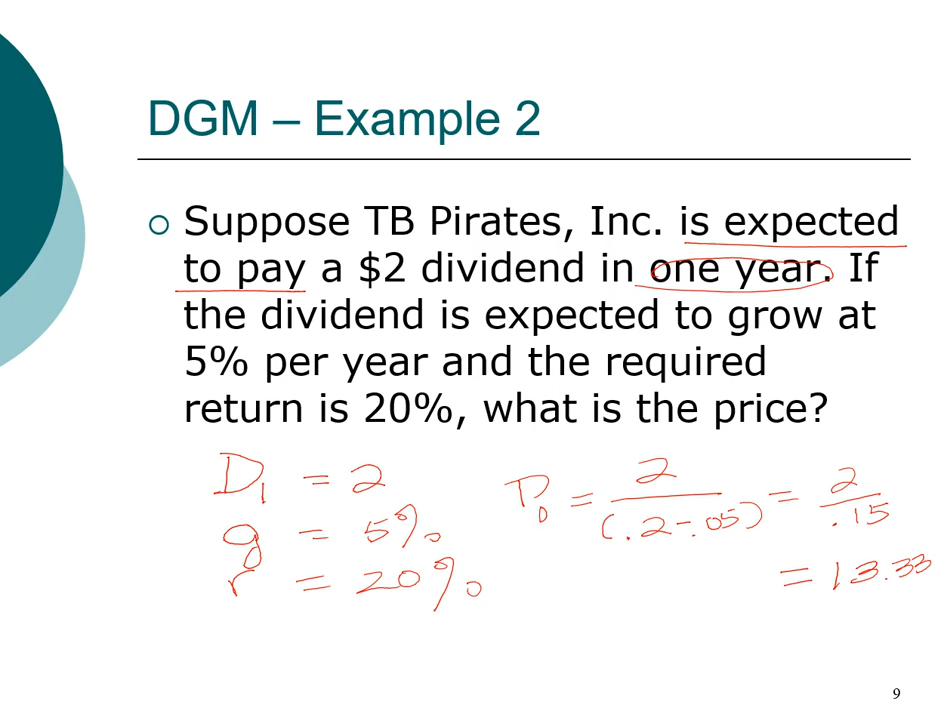 DGM – Example 2
Suppose TB Pirates, Inc. is expected
to pay a $2 dividend in one year. If
the dividend is expected to grow at
5% per year and the required
return is 20%, what is the price?
D₁ = 2
g = 5%
r = 20%
P₀ = 2 / (.2-.05) = 2 / .15
= 13.33
9